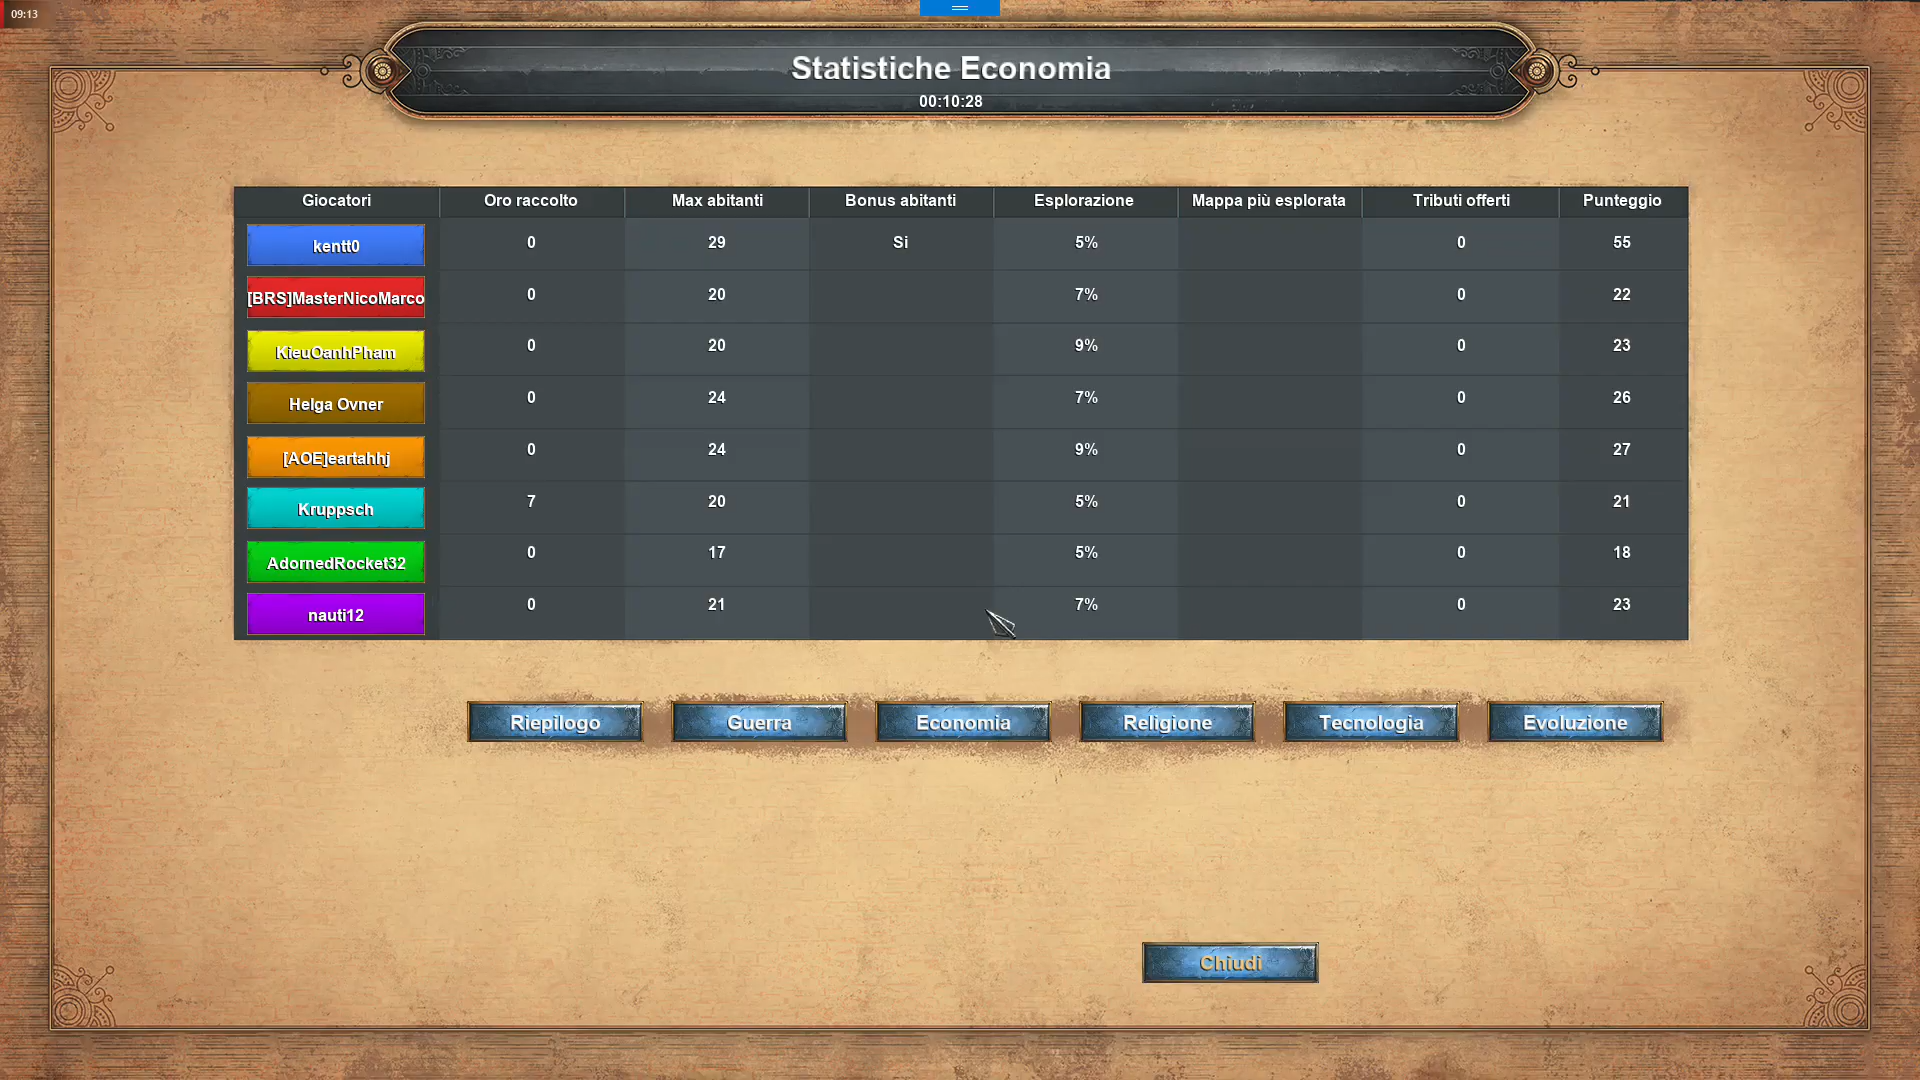 09:13
Statistiche Economia
00:10:28
Giocatori Oro raccolto Max abitanti Bonus abitanti Esplorazione Mappa più esplorata Tributi offerti Punteggio
kentt0 0 29 Si 5% 0 55
[BRS]MasterNicoMarco 0 20 7% 0 22
KieuOanhPham 0 20 9% 0 23
Helga Ovner 0 24 7% 0 26
[AOE]eartahhj 0 24 9% 0 27
Kruppsch 7 20 5% 0 21
AdornedRocket32 0 17 5% 0 18
nauti12 0 21 7% 0 23
Riepilogo Guerra Economia Religione Tecnologia Evoluzione
Chiudi